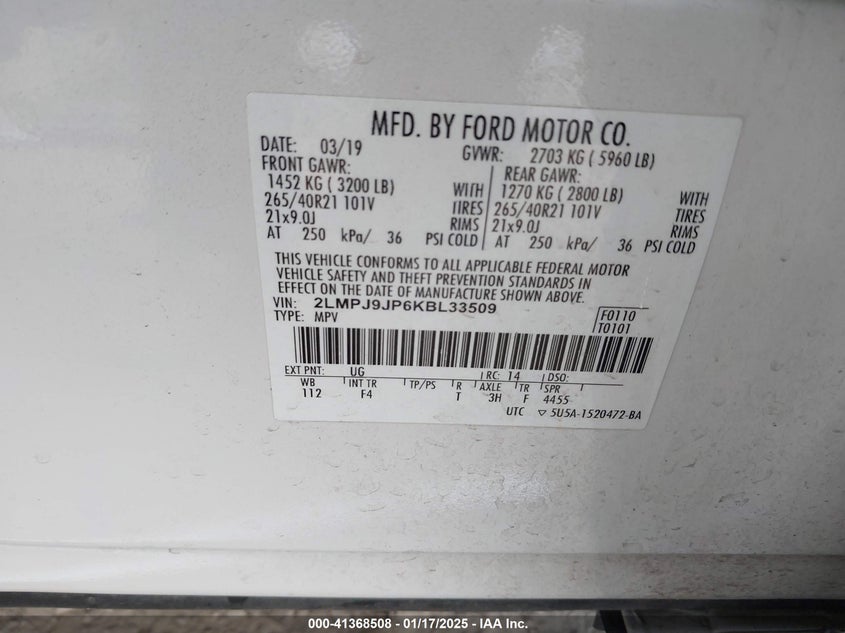 MFD. BY FORD MOTOR CO.
DATE: 03/19 GVWR: 2703 KG ( 5960 LB)
FRONT GAWR: REAR GAWR:
1452 KG ( 3200 LB) WITH 1270 KG ( 2800 LB) WITH
265/40R21 101V TIRES 265/40R21 101V TIRES
21x9.0J RIMS 21x9.0J RIMS
AT 250 kPa/ 36 PSI COLD AT 250 kPa/ 36 PSI COLD
THIS VEHICLE CONFORMS TO ALL APPLICABLE FEDERAL MOTOR
VEHICLE SAFETY AND THEFT PREVENTION STANDARDS IN
EFFECT ON THE DATE OF MANUFACTURE SHOWN ABOVE.
VIN: 2LMPJ9JP6KBL33509
TYPE: MPV
F0110
T0101
EXT PNT: UG RC: 14 DSO:
WB INT TR TP/PS R AXLE TR SPR
112 F4 T 3H F 4455
UTC ▽ 5U5A-1520472-BA
000-41368508 - 01/17/2025 - IAA Inc.